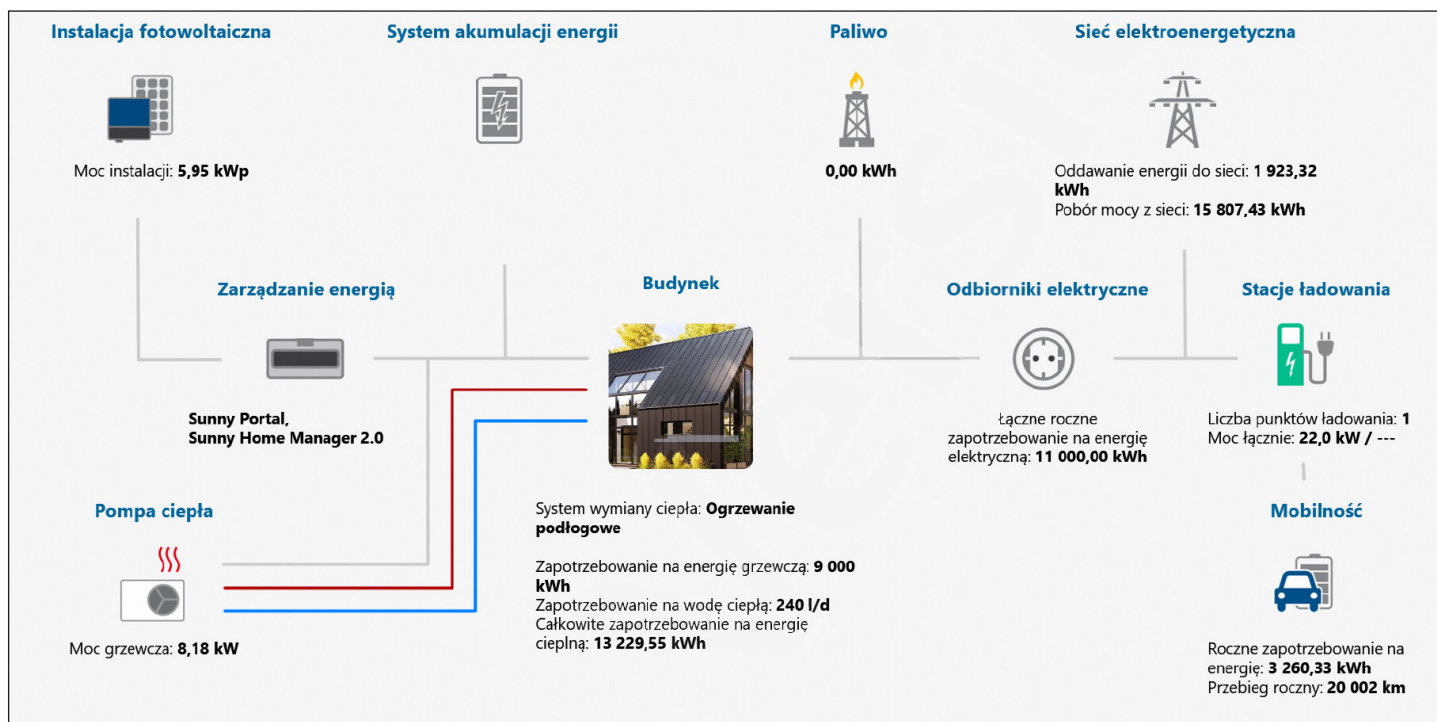 Instalacja fotowoltaiczna
System akumulacji energii
Paliwo
Sieć elektroenergetyczna
Moc instalacji: 5,95 kWp
0,00 kWh
Oddawanie energii do sieci: 1 923,32
kWh
Pobór mocy z sieci: 15 807,43 kWh
Zarządzanie energią
Budynek
Odbiorniki elektryczne
Stacje ładowania
Sunny Portal,
Sunny Home Manager 2.0
Łączne roczne
zapotrzebowanie na energię
elektryczną: 11 000,00 kWh
Liczba punktów ładowania: 1
Moc łącznie: 22,0 kW / ---
Pompa ciepła
System wymiany ciepła: Ogrzewanie
podłogowe
Mobilność
Zapotrzebowanie na energię grzewczą: 9 000
kWh
Zapotrzebowanie na wodę ciepłą: 240 l/d
Całkowite zapotrzebowanie na energię
cieplną: 13 229,55 kWh
Moc grzewcza: 8,18 kW
Roczne zapotrzebowanie na
energię: 3 260,33 kWh
Przebieg roczny: 20 002 km